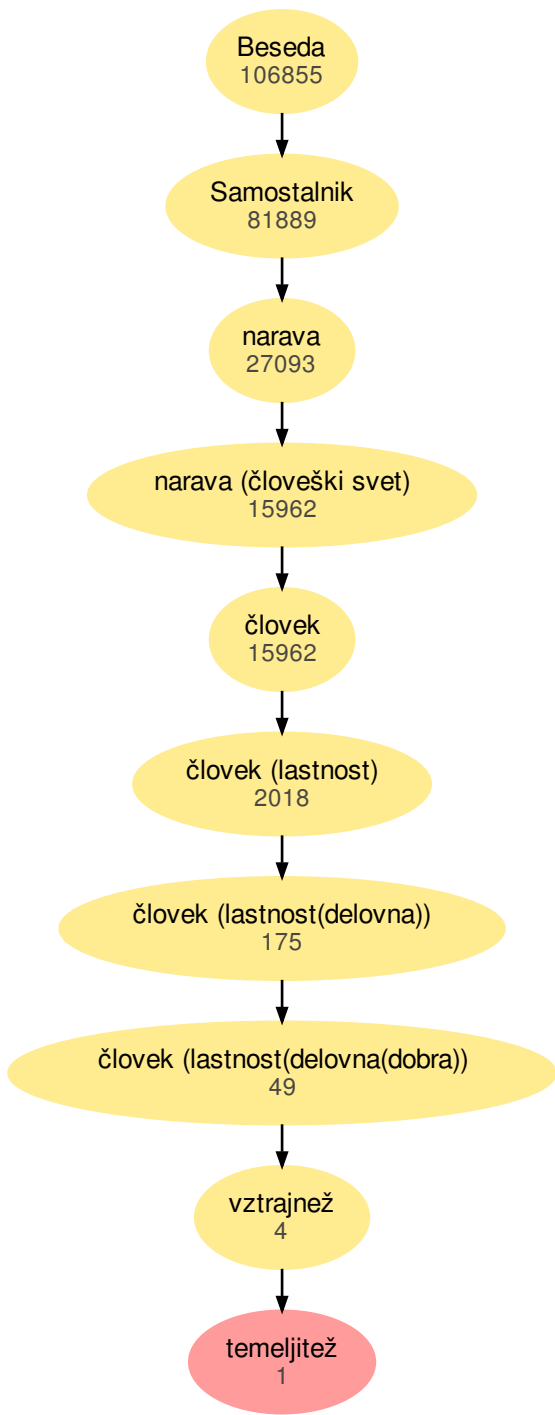 Beseda
106855
Samostalnik
81889
narava
27093
narava (človeški svet)
15962
človek
15962
človek (lastnost)
2018
človek (lastnost(delovna))
175
človek (lastnost(delovna(dobra))
49
vztrajnež
4
temeljitež
1